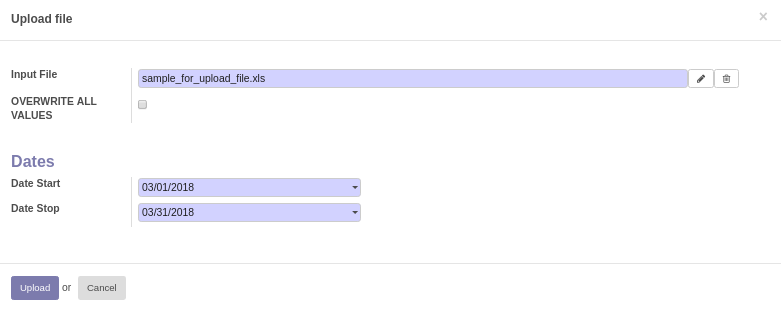 Upload file
×
Input File
sample_for_upload_file.xls
OVERWRITE ALL
VALUES
Dates
Date Start
03/01/2018
Date Stop
03/31/2018
Upload or Cancel